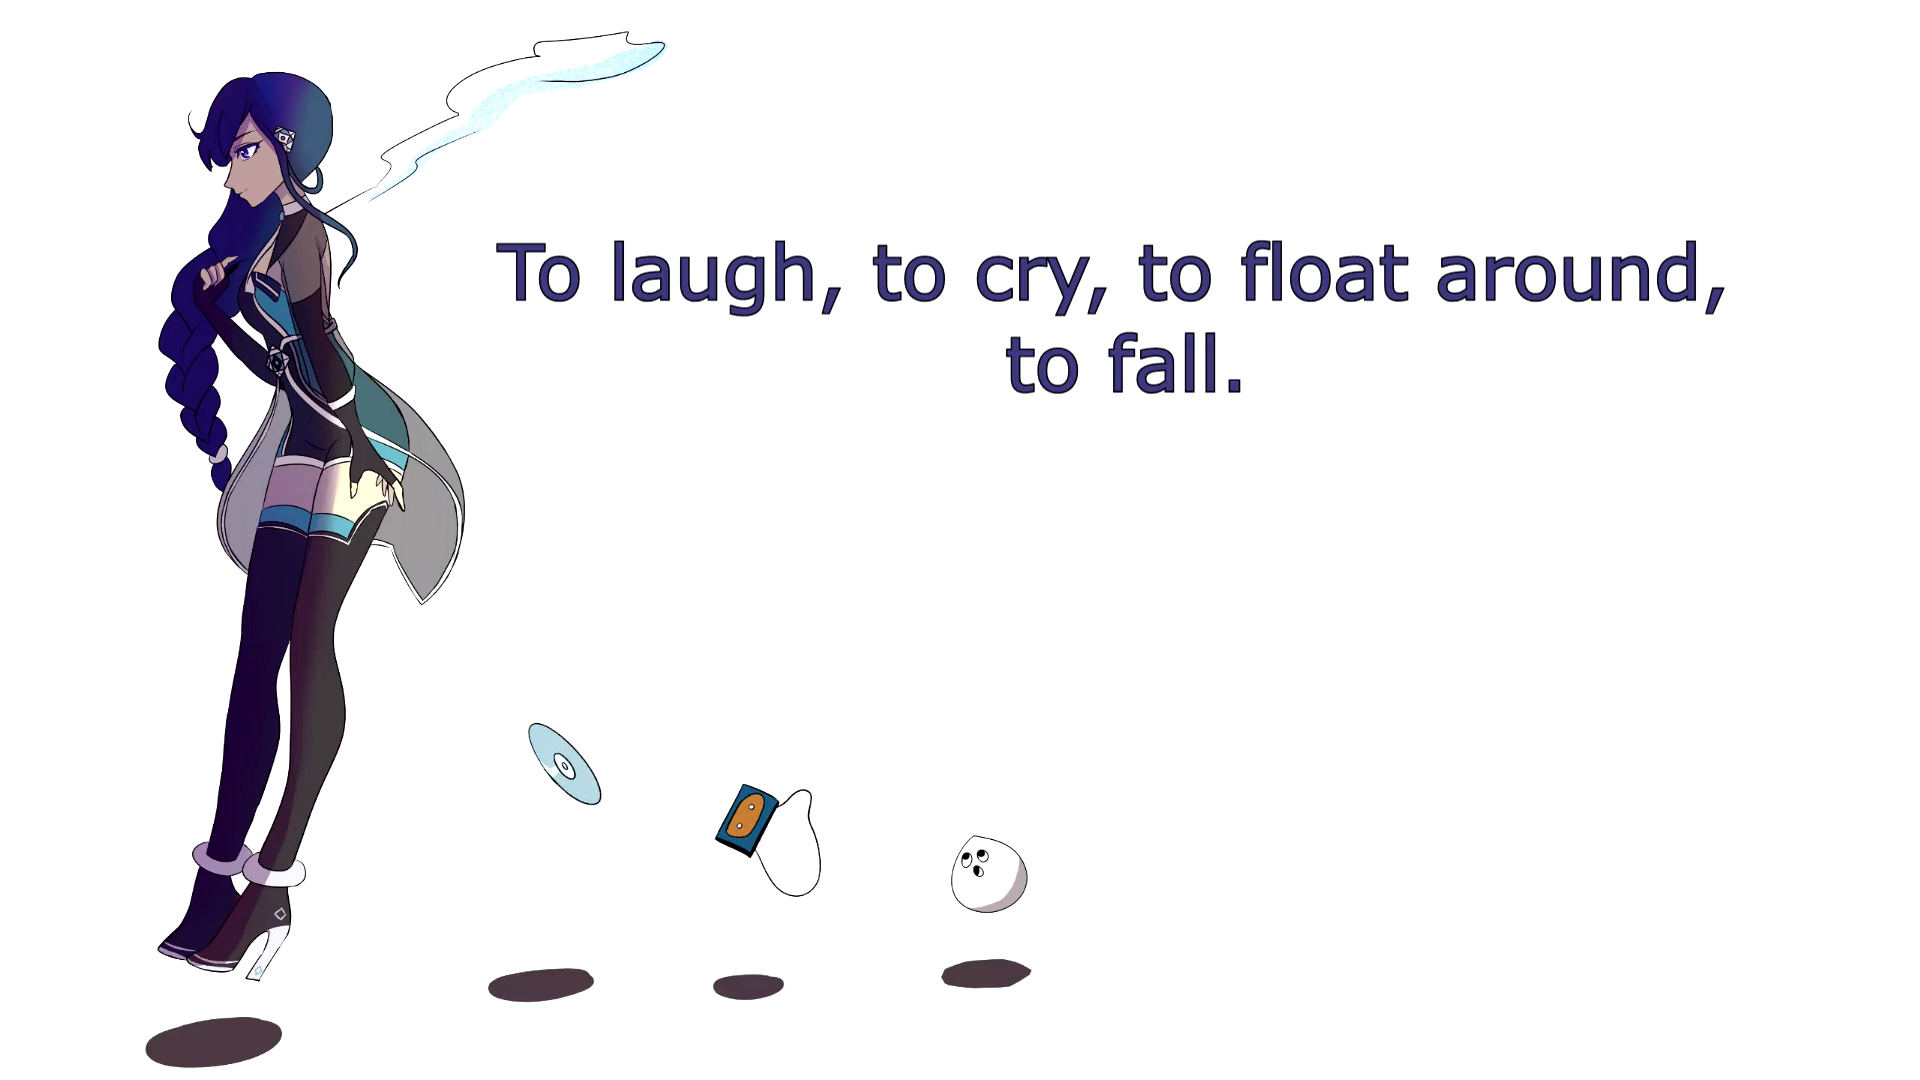 To laugh, to cry, to float around,
to fall.